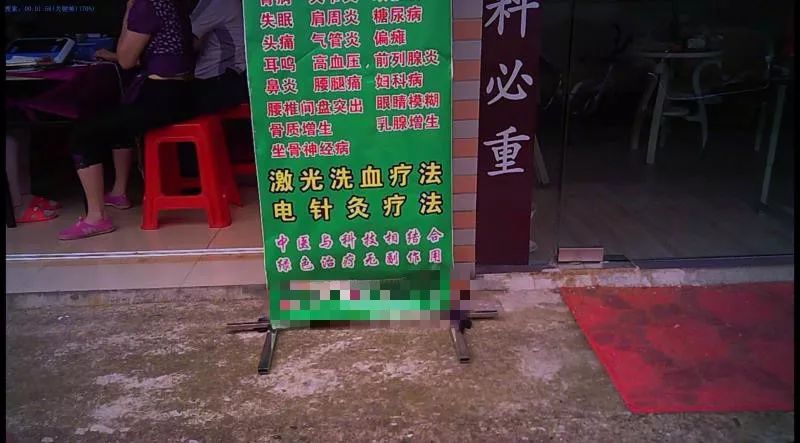 失眠 肩周炎 糖尿病
头痛 气管炎 偏瘫
耳鸣 高血压 前列腺炎
鼻炎 腰腿痛 妇科病
腰椎间盘突出 眼睛模糊
骨质增生 乳腺增生
坐骨神经病
激光洗血疗法
电针灸疗法
中医与科技相结合
绿色治疗无副作用
科必重